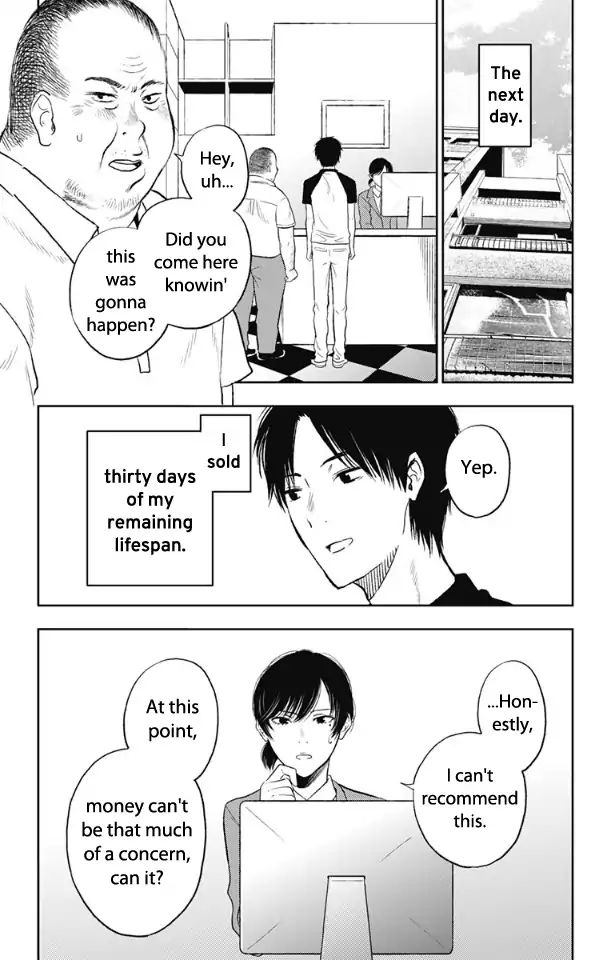 The
next
day.
Hey,
uh...
Did you
come here
knowin'
this
was
gonna
happen?
Yep.
I
sold
thirty days
of my
remaining
lifespan.
...Hon-
estly,
I can't
recommend
this.
At this
point,
money can't
be that much
of a concern,
can it?